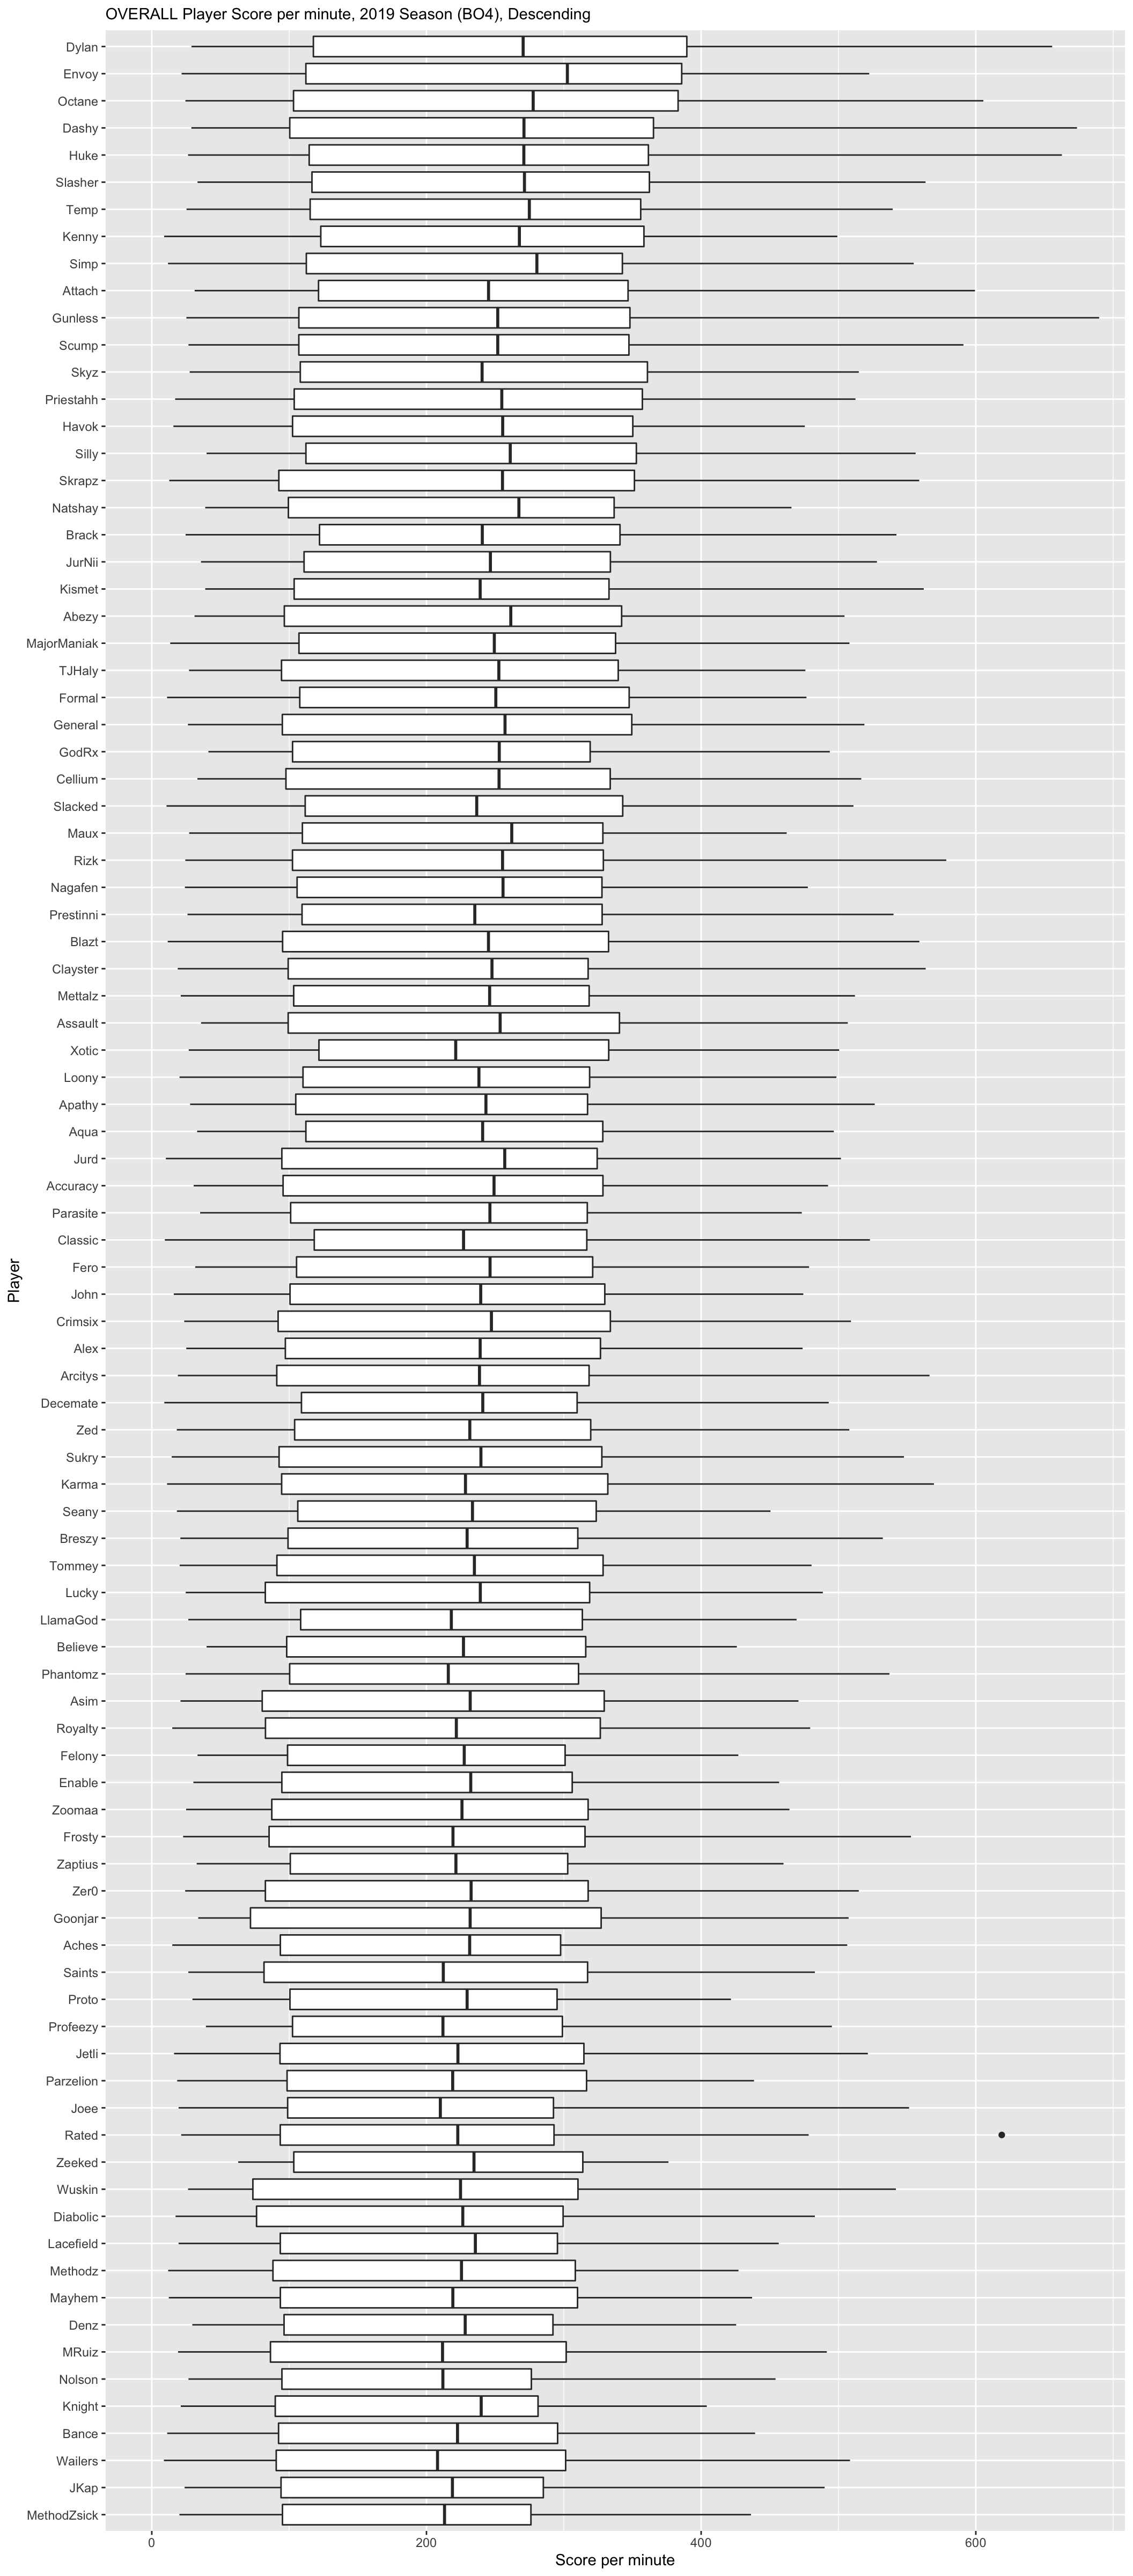 OVERALL Player Score per minute, 2019 Season (BO4), Descending
Dylan
Envoy
Octane
Dashy
Huke
Slasher
Temp
Kenny
Simp
Attach
Gunless
Scump
Skyz
Priestahh
Havok
Silly
Skrapz
Natshay
Brack
JurNii
Kismet
Abezy
MajorManiak
TJHaly
Formal
General
GodRx
Cellium
Slacked
Maux
Rizk
Nagafen
Prestinni
Blazt
Clayster
Mettalz
Assault
Xotic
Loony
Apathy
Aqua
Jurd
Accuracy
Parasite
Classic
Fero
John
Crimsix
Alex
Arcitys
Decemate
Zed
Sukry
Karma
Seany
Breszy
Tommey
Lucky
LlamaGod
Believe
Phantomz
Asim
Royalty
Felony
Enable
Zoomaa
Frosty
Zaptius
Zer0
Goonjar
Aches
Saints
Proto
Profeezy
Jetli
Parzelion
Joee
Rated
Zeeked
Wuskin
Diabolic
Lacefield
Methodz
Mayhem
Denz
MRuiz
Nolson
Knight
Bance
Wailers
JKap
MethodZsick
Player
0 200 400 600
Score per minute